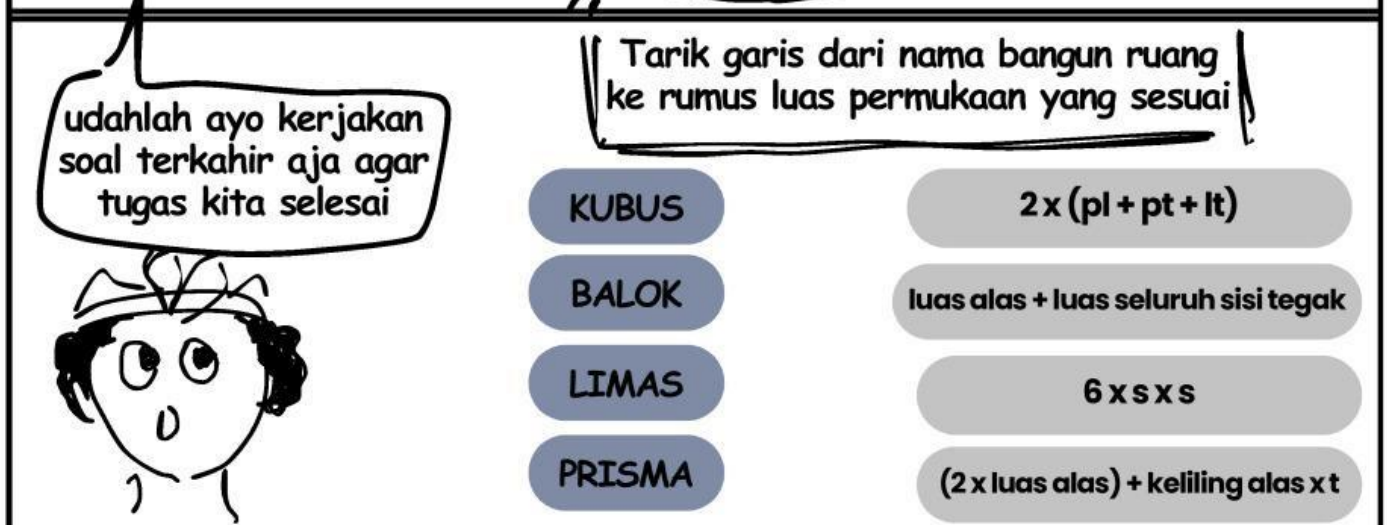 udahlah ayo kerjakan
soal terkahir aja agar
tugas kita selesai
Tarik garis dari nama bangun ruang
ke rumus luas permukaan yang sesuai
KUBUS
2 x (pl + pt + lt)
BALOK
luas alas + luas seluruh sisi tegak
LIMAS
6 x s x s
PRISMA
(2 x luas alas) + keliling alas x t